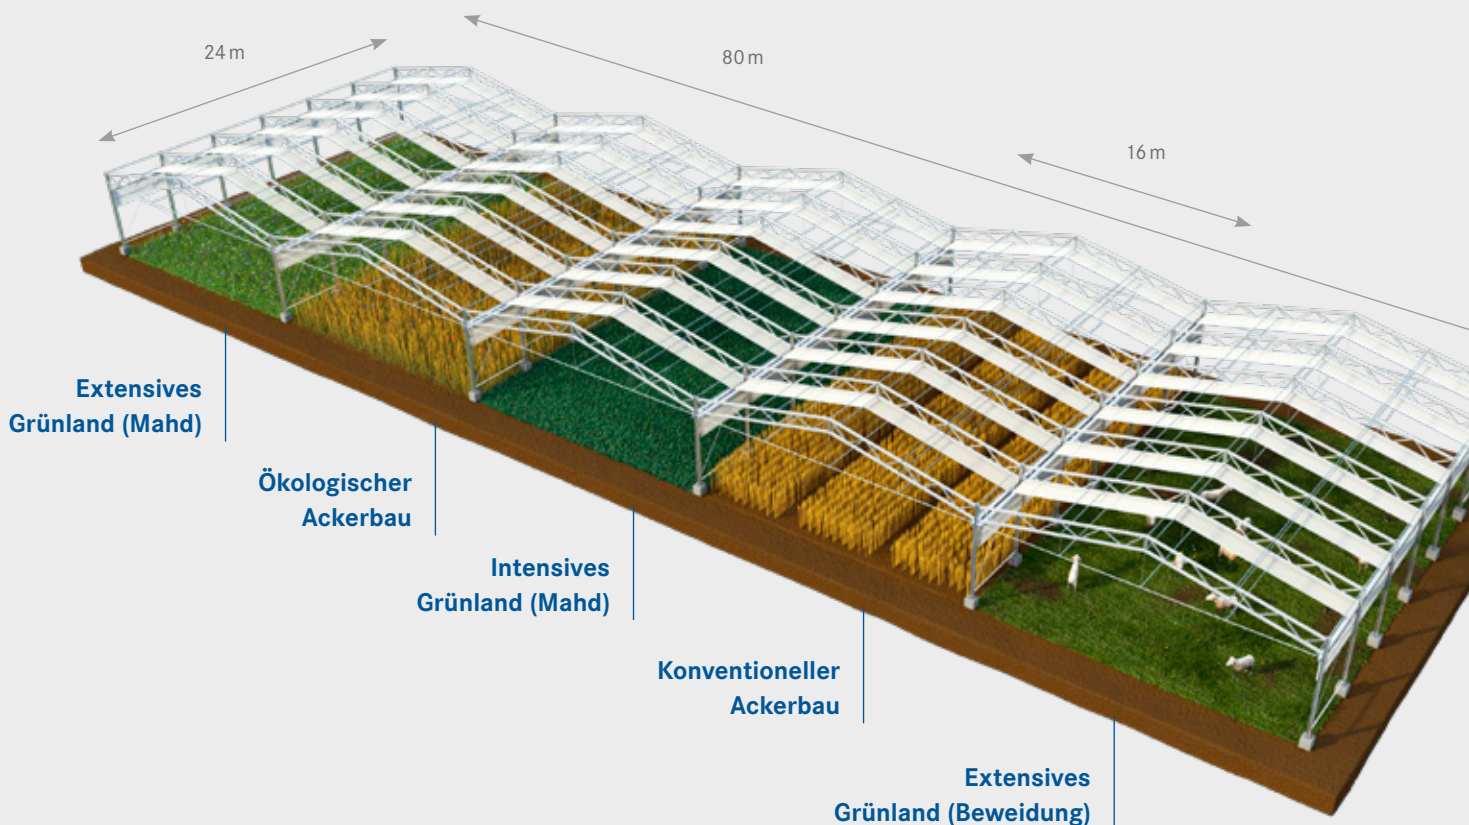 24 m
80 m
16 m
Extensives
Grünland (Mahd)
Ökologischer
Ackerbau
Intensives
Grünland (Mahd)
Konventioneller
Ackerbau
Extensives
Grünland (Beweidung)